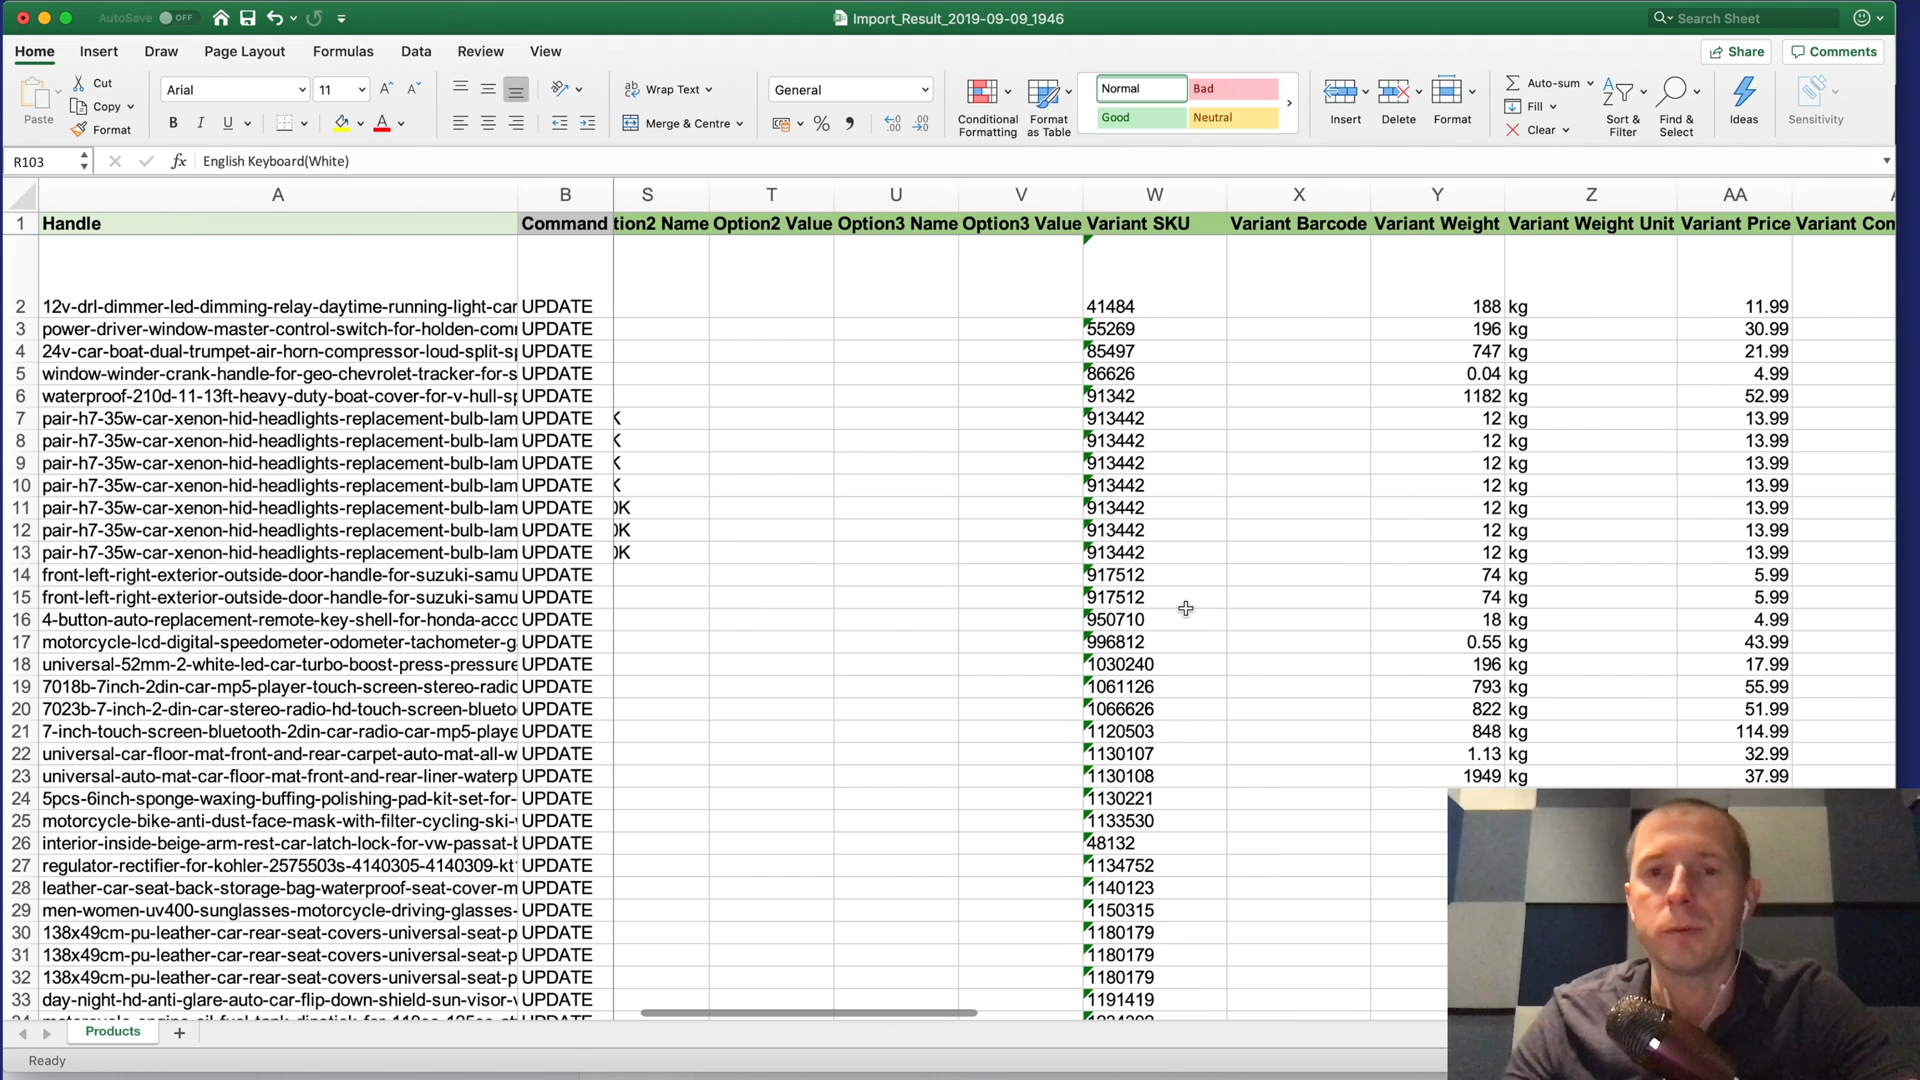 AutoSave OFF Import_Result_2019-09-09_1946 Search Sheet
Home Insert Draw Page Layout Formulas Data Review View Share Comments
Paste Cut Copy Format
Arial 11 Wrap Text Merge & Centre
General Conditional Formatting Format as Table
Normal Bad Good Neutral
Insert Delete Format Auto-sum Fill Clear Sort & Filter Find & Select Ideas Sensitivity
R103 fx English Keyboard(White)
A B S T U V W X Y Z AA
1 Handle Command tion2 Name Option2 Value Option3 Name Option3 Value Variant SKU Variant Barcode Variant Weight Variant Weight Unit Variant Price Variant Con
2 12v-drl-dimmer-led-dimming-relay-daytime-running-light-car UPDATE 41484 188 kg 11.99
3 power-driver-window-master-control-switch-for-holden-com UPDATE 55269 196 kg 30.99
4 24v-car-boat-dual-trumpet-air-horn-compressor-loud-split-s UPDATE 85497 747 kg 21.99
5 window-winder-crank-handle-for-geo-chevrolet-tracker-for-s UPDATE 86626 0.04 kg 4.99
6 waterproof-210d-11-13ft-heavy-duty-boat-cover-for-v-hull-s UPDATE 91342 1182 kg 52.99
7 pair-h7-35w-car-xenon-hid-headlights-replacement-bulb-lam UPDATE K 913442 12 kg 13.99
8 pair-h7-35w-car-xenon-hid-headlights-replacement-bulb-lam UPDATE K 913442 12 kg 13.99
9 pair-h7-35w-car-xenon-hid-headlights-replacement-bulb-lam UPDATE K 913442 12 kg 13.99
10 pair-h7-35w-car-xenon-hid-headlights-replacement-bulb-lam UPDATE K 913442 12 kg 13.99
11 pair-h7-35w-car-xenon-hid-headlights-replacement-bulb-lam UPDATE 0K 913442 12 kg 13.99
12 pair-h7-35w-car-xenon-hid-headlights-replacement-bulb-lam UPDATE 0K 913442 12 kg 13.99
13 pair-h7-35w-car-xenon-hid-headlights-replacement-bulb-lam UPDATE 0K 913442 12 kg 13.99
14 front-left-right-exterior-outside-door-handle-for-suzuki-samu UPDATE 917512 74 kg 5.99
15 front-left-right-exterior-outside-door-handle-for-suzuki-samu UPDATE 917512 74 kg 5.99
16 4-button-auto-replacement-remote-key-shell-for-honda-acco UPDATE 950710 18 kg 4.99
17 motorcycle-lcd-digital-speedometer-odometer-tachometer-g UPDATE 996812 0.55 kg 43.99
18 universal-52mm-2-white-led-car-turbo-boost-press-pressure UPDATE 1030240 196 kg 17.99
19 7018b-7inch-2din-car-mp5-player-touch-screen-stereo-radio UPDATE 1061126 793 kg 55.99
20 7023b-7-inch-2-din-car-stereo-radio-hd-touch-screen-blueto UPDATE 1066626 822 kg 51.99
21 7-inch-touch-screen-bluetooth-2din-car-radio-car-mp5-playe UPDATE 1120503 848 kg 114.99
22 universal-car-floor-mat-front-and-rear-carpet-auto-mat-all-w UPDATE 1130107 1.13 kg 32.99
23 universal-auto-mat-car-floor-mat-front-and-rear-liner-waterp UPDATE 1130108 1949 kg 37.99
24 5pcs-6inch-sponge-waxing-buffing-polishing-pad-kit-set-for- UPDATE 1130221
25 motorcycle-bike-anti-dust-face-mask-with-filter-cycling-ski- UPDATE 1133530
26 interior-inside-beige-arm-rest-car-latch-lock-for-vw-passat-b UPDATE 48132
27 regulator-rectifier-for-kohler-2575503s-4140305-4140309-kt UPDATE 1134752
28 leather-car-seat-back-storage-bag-waterproof-seat-cover-m UPDATE 1140123
29 men-women-uv400-sunglasses-motorcycle-driving-glasses- UPDATE 1150315
30 138x49cm-pu-leather-car-rear-seat-covers-universal-seat-p UPDATE 1180179
31 138x49cm-pu-leather-car-rear-seat-covers-universal-seat-p UPDATE 1180179
32 138x49cm-pu-leather-car-rear-seat-covers-universal-seat-p UPDATE 1180179
33 day-night-hd-anti-glare-auto-car-flip-down-shield-sun-visor- UPDATE 1191419
Products
Ready